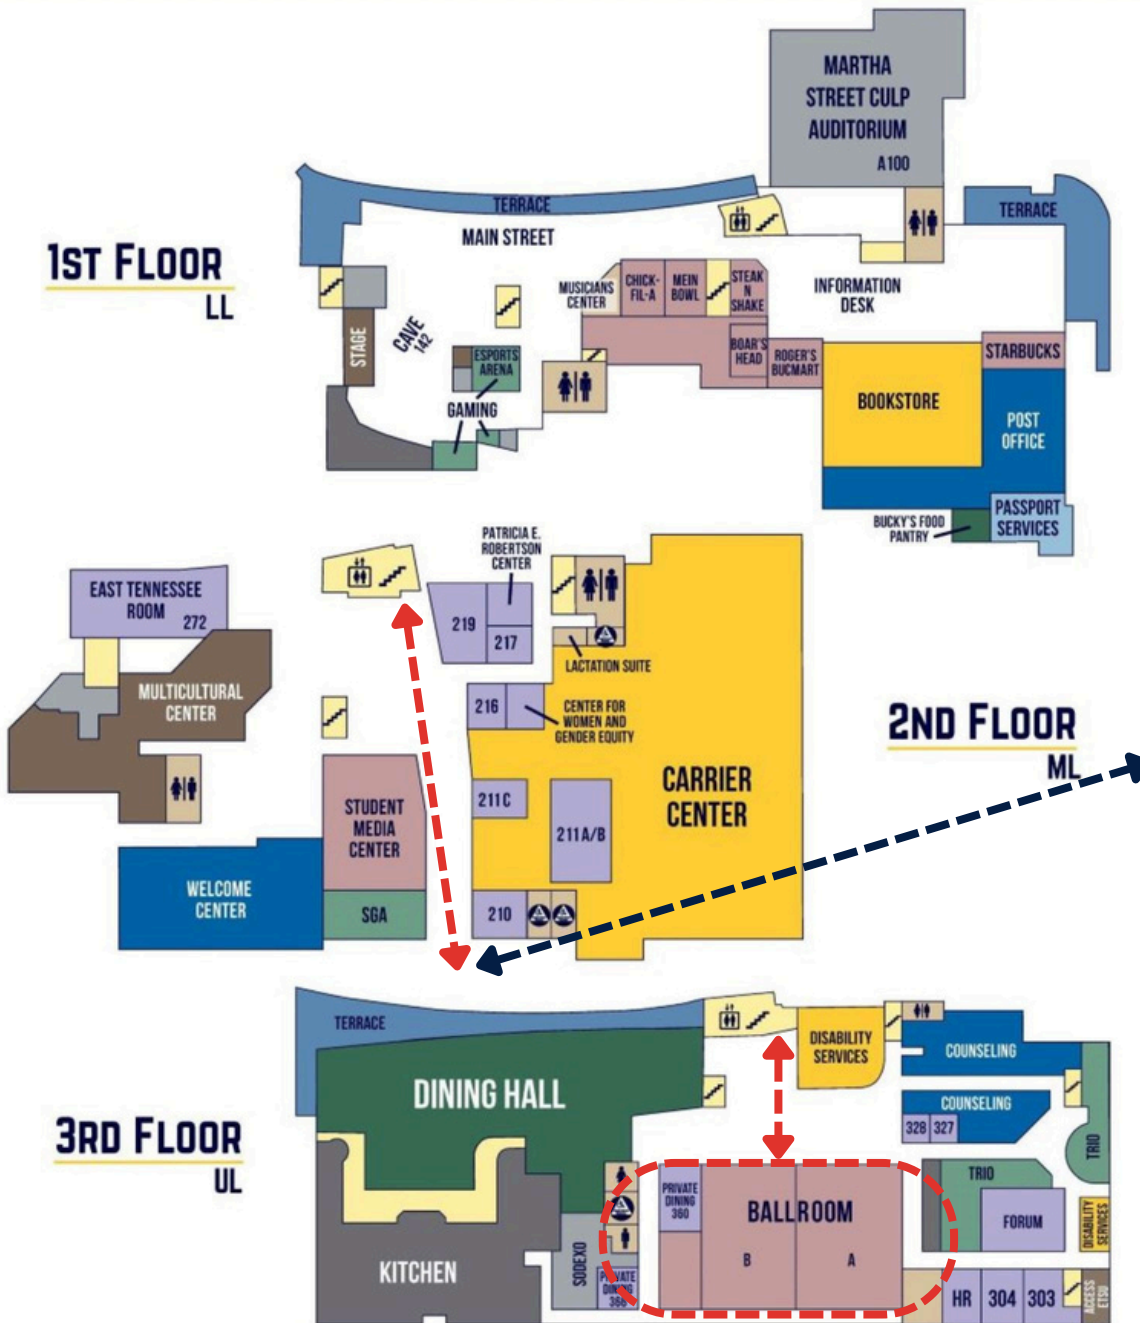 MARTHA
STREET CULP
AUDITORIUM
A100
TERRACE
MAIN STREET
TERRACE
1ST FLOOR
LL
MUSICIANS
CENTER
CHICK-
FIL-A
MEIN
BOWL
STEAK
N
SHAKE
INFORMATION
DESK
STAGE
CAVE
142
ESPORTS
ARENA
GAMING
BOAR'S
HEAD
ROGER'S
BUCMART
STARBUCKS
BOOKSTORE
POST
OFFICE
BUCKY'S FOOD
PANTRY
PASSPORT
SERVICES
PATRICIA E.
ROBERTSON
CENTER
EAST TENNESSEE
ROOM
272
219
217
LACTATION SUITE
MULTICULTURAL
CENTER
216
CENTER FOR
WOMEN AND
GENDER EQUITY
2ND FLOOR
ML
CARRIER
CENTER
211C
211A/B
STUDENT
MEDIA
CENTER
WELCOME
CENTER
SGA
210
TERRACE
DISABILITY
SERVICES
COUNSELING
DINING HALL
COUNSELING
328
327
TRIO
3RD FLOOR
UL
TRIO
PRIVATE
DINING
360
BALLROOM
B
A
FORUM
DISABILITY
SERVICES
KITCHEN
SODEXO
PRIVATE
DINING
366
HR
304
303
ACCESS
ETSU